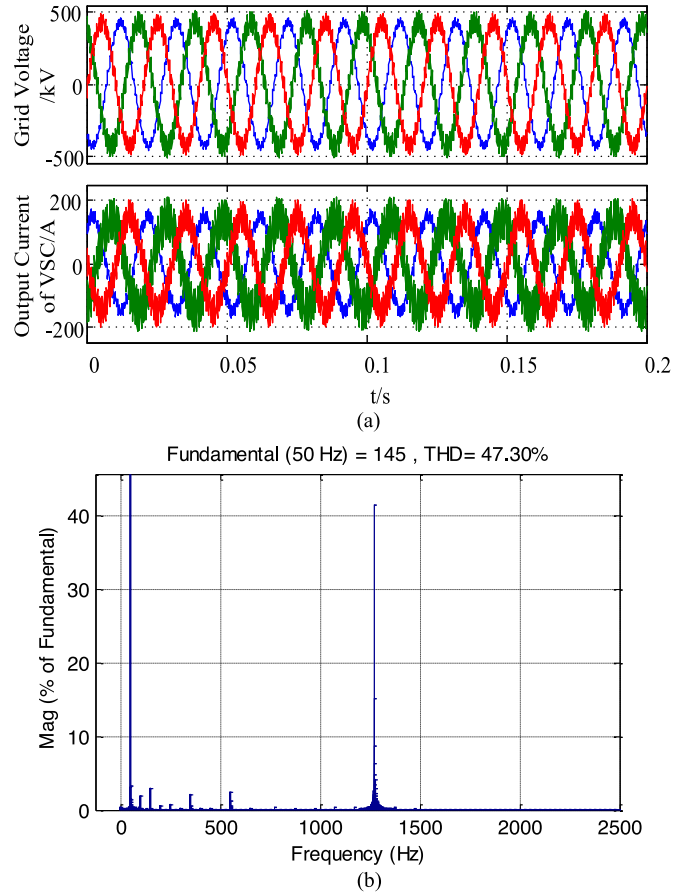 500
0
-500
Grid Voltage
/kV
200
0
-200
Output Current
of VSC/A
0
0.05
0.1
0.15
0.2
t/s
(a)
Fundamental (50 Hz) = 145 , THD= 47.30%
40
30
20
10
0
Mag (% of Fundamental)
0
500
1000
1500
2000
2500
Frequency (Hz)
(b)